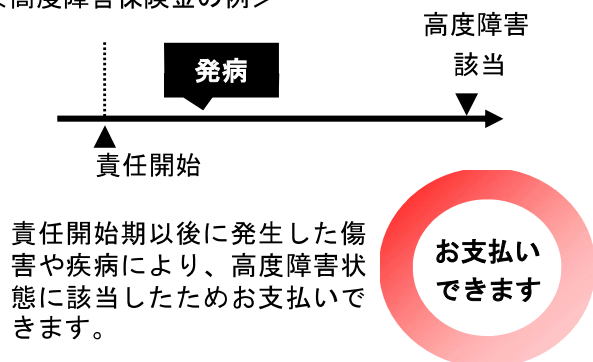 高度障害保険金の例＞
高度障害
該当
発病
責任開始
責任開始期以後に発生した傷
害や疾病により、高度障害状
態に該当したためお支払いで
きます。
お支払い
できます